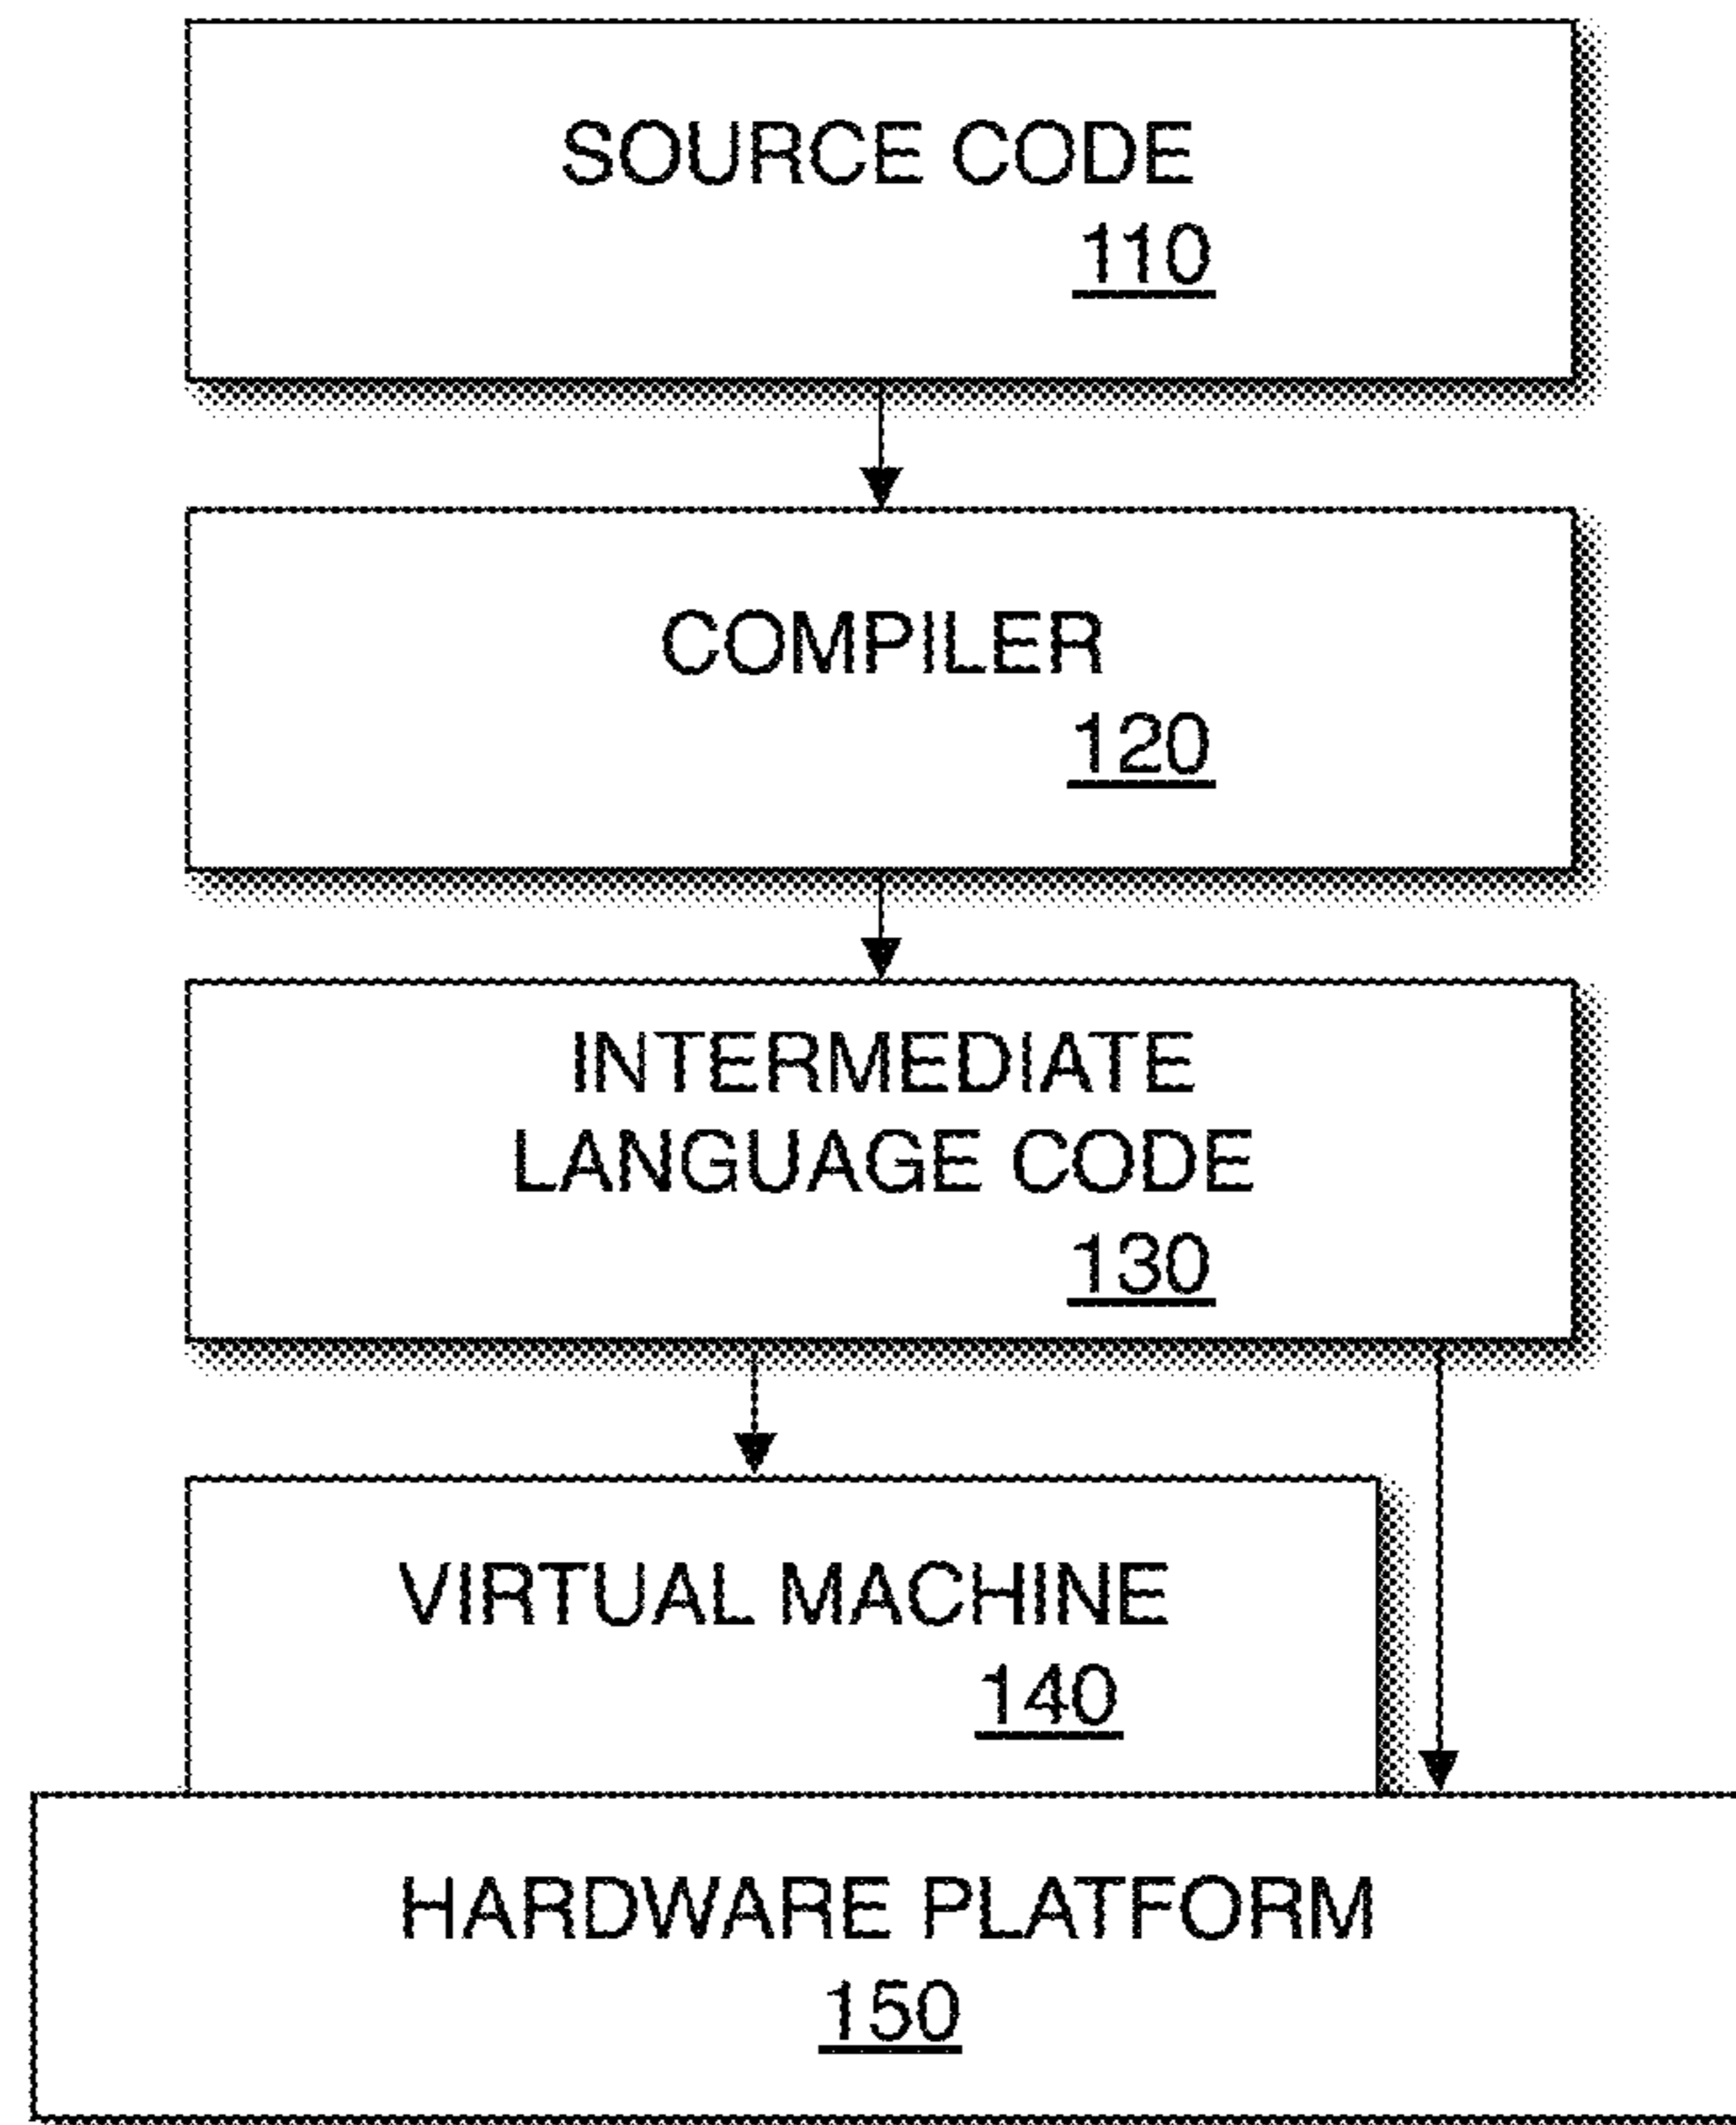 SOURCE CODE
110
COMPILER
120
INTERMEDIATE
LANGUAGE CODE
130
VIRTUAL MACHINE
140
HARDWARE PLATFORM
150